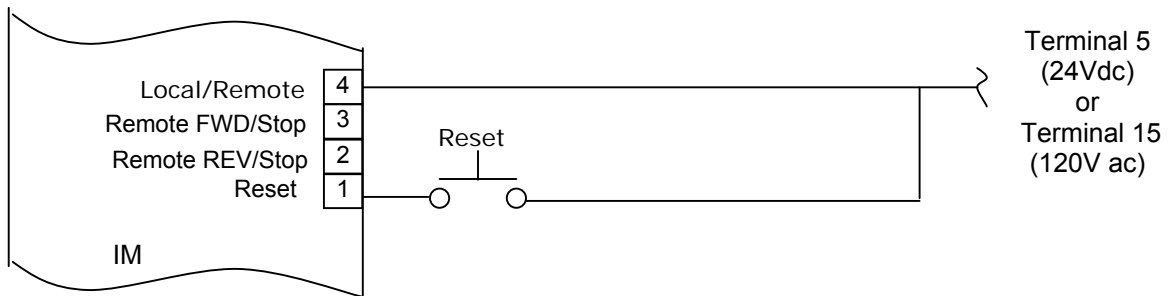 Local/Remote 4
Remote FWD/Stop 3
Remote REV/Stop 2
Reset 1
IM
Reset
Terminal 5
(24Vdc)
or
Terminal 15
(120V ac)